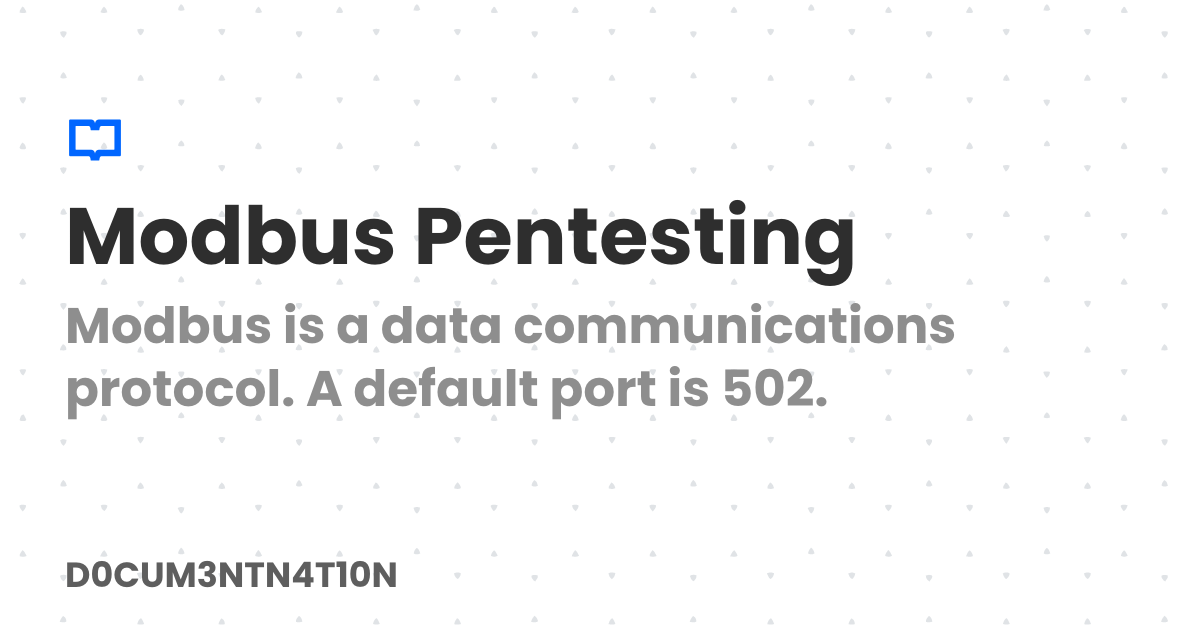 Modbus Pentesting
Modbus is a data communications
protocol. A default port is 502.
D0CUM3NTN4T10N